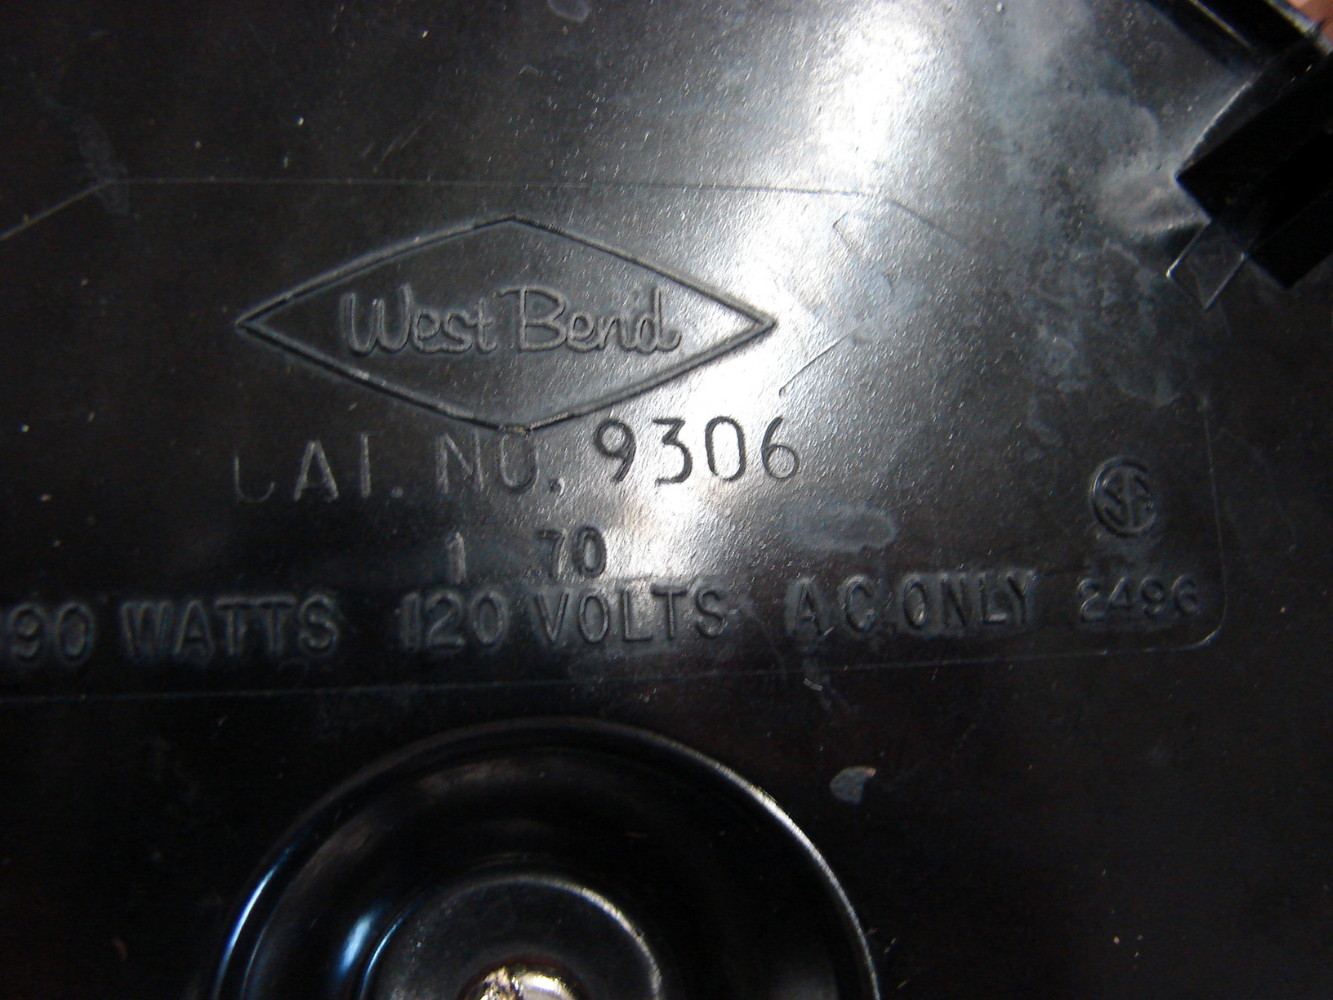 West Bend
CAT. NO. 9306
1 70
90 WATTS 120 VOLTS A.C. ONLY 2496